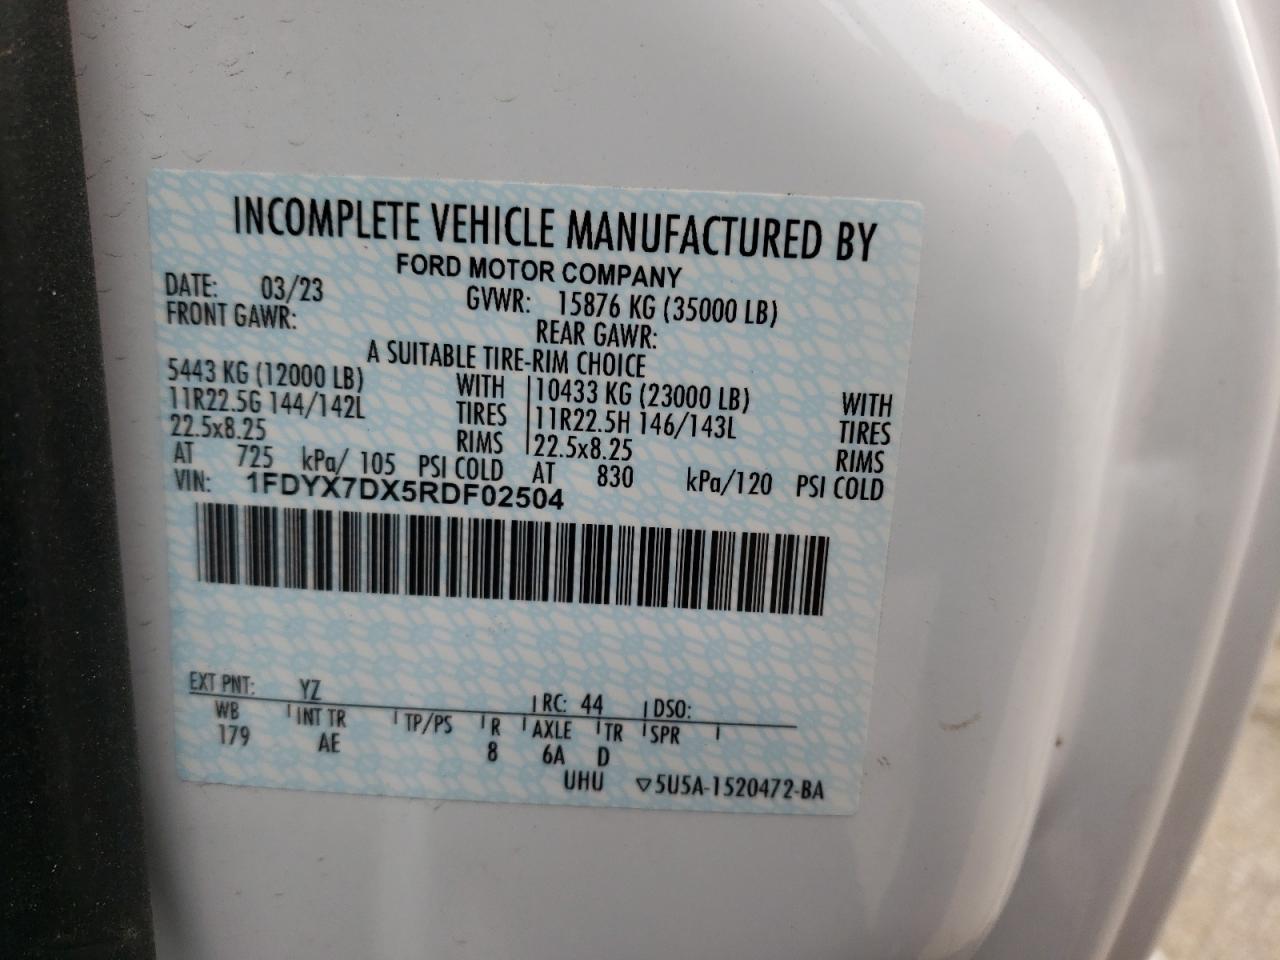 INCOMPLETE VEHICLE MANUFACTURED BY
FORD MOTOR COMPANY
DATE: 03/23 GVWR: 15876 KG (35000 LB)
FRONT GAWR: REAR GAWR:
A SUITABLE TIRE-RIM CHOICE
5443 KG (12000 LB) WITH 10433 KG (23000 LB) WITH
11R22.5G 144/142L TIRES 11R22.5H 146/143L TIRES
22.5x8.25 RIMS 22.5x8.25 RIMS
AT 725 kPa/ 105 PSI COLD AT 830 kPa/120 PSI COLD
VIN: 1FDYX7DX5RDF02504
EXT PNT: YZ RC: 44 DSO:
WB INT TR TP/PS R AXLE TR SPR
179 AE 8 6A D
UHU ▽5U5A-1520472-BA